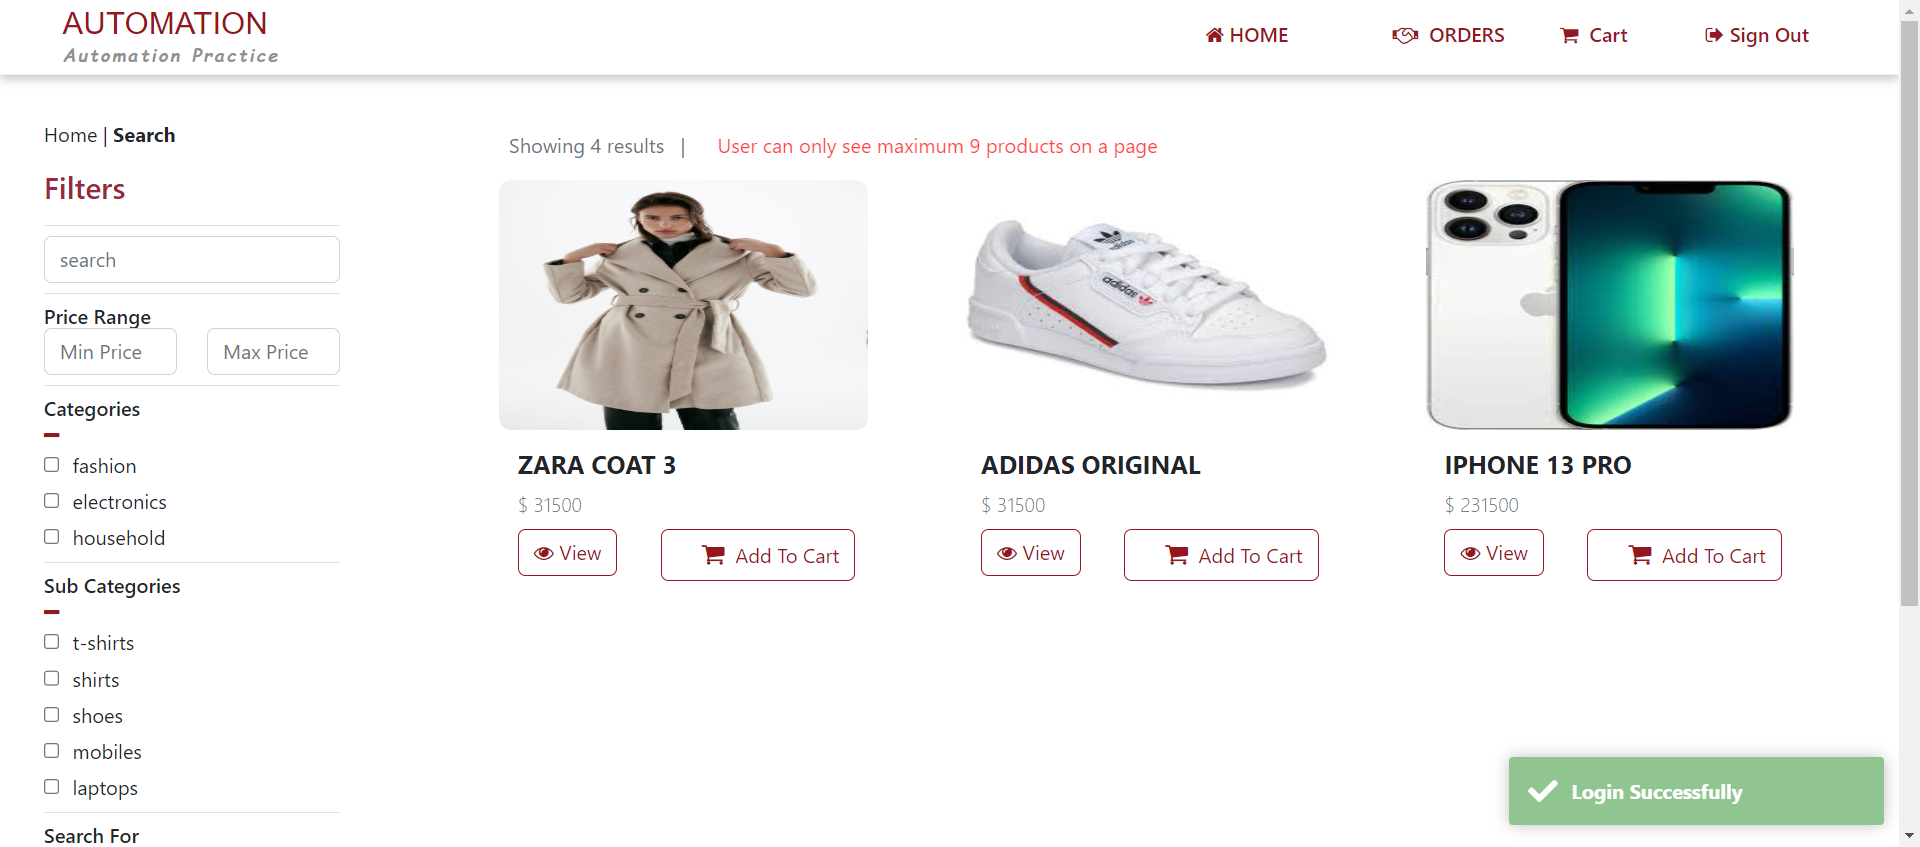 AUTOMATION
Automation Practice
HOME
ORDERS
Cart
Sign Out
Home | Search
Filters
search
Price Range
Min Price
Max Price
Categories
fashion
electronics
household
Sub Categories
t-shirts
shirts
shoes
mobiles
laptops
Search For
Showing 4 results |
User can only see maximum 9 products on a page
adidas
adidas
ZARA COAT 3
$ 31500
View
Add To Cart
ADIDAS ORIGINAL
$ 31500
View
Add To Cart
IPHONE 13 PRO
$ 231500
View
Add To Cart
Login Successfully